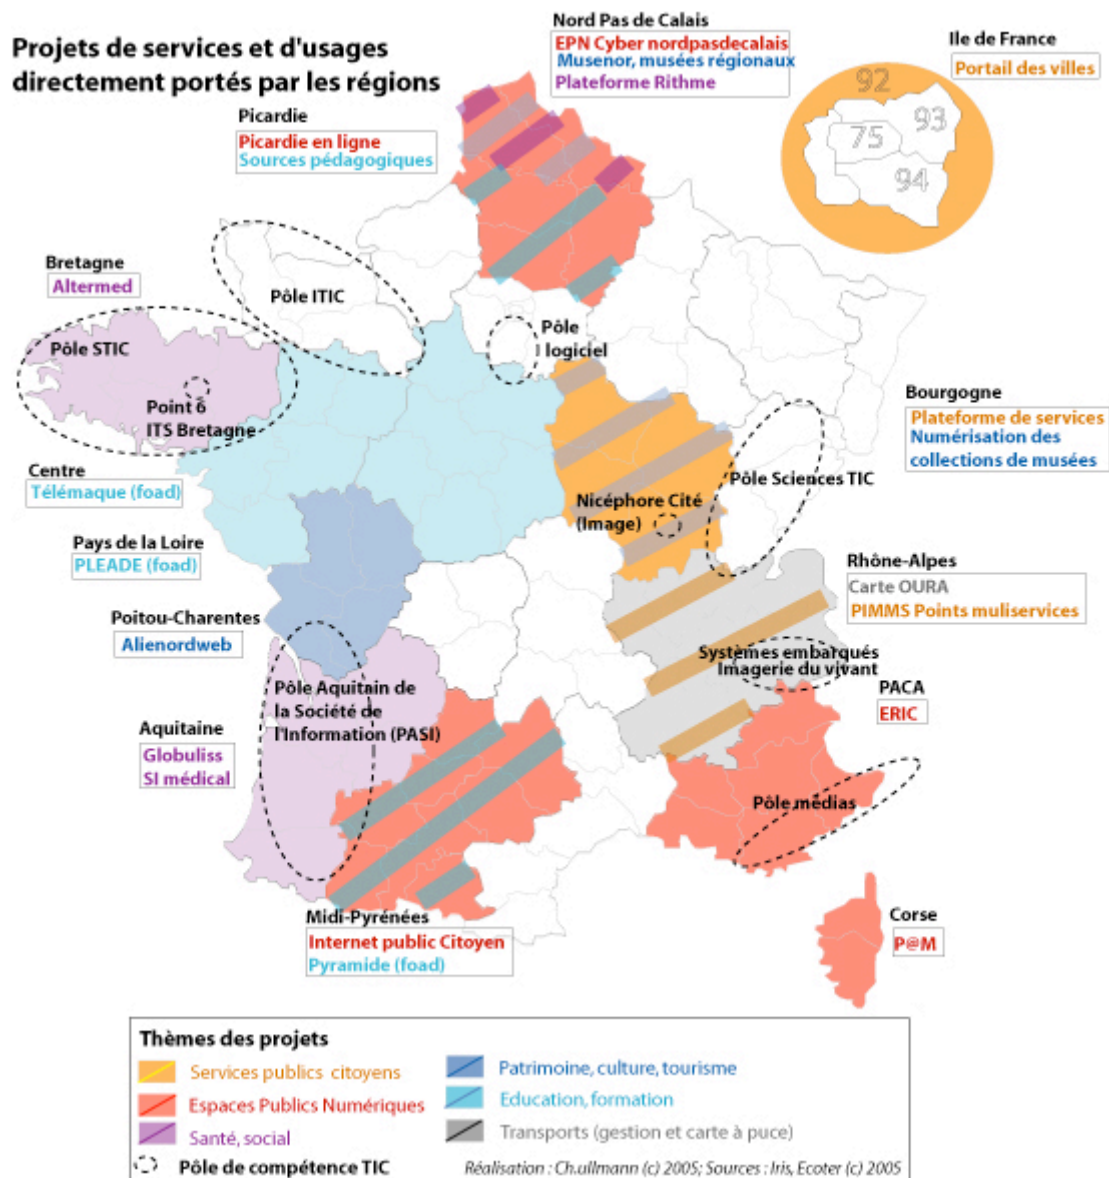 Projets de services et d'usages
directement portés par les régions
Nord Pas de Calais
EPN Cyber nordpasdecalais
Musenor, musées régionaux
Plateforme Rithme
Ile de France
Portail des villes
92
93
75
94
Picardie
Picardie en ligne
Sources pédagogiques
Bretagne
Altermed
Pôle ITIC
Pôle STIC
Pôle
logiciel
Point 6
ITS Bretagne
Bourgogne
Plateforme de services
Numérisation des
collections de musées
Centre
Télémaque (foad)
Pôle Sciences TIC
Nicéphore Cité
(Image)
Pays de la Loire
PLEADE (foad)
Rhône-Alpes
Carte OURA
PIMMS Points muliservices
Poitou-Charentes
Alienordweb
Systèmes embarqués
Imagerie du vivant
PACA
ERIC
Pôle Aquitain de
la Société de
l'Information (PASI)
Aquitaine
Globuliss
SI médical
Pôle médias
Midi-Pyrénées
Internet public Citoyen
Pyramide (foad)
Corse
P@M
Thèmes des projets
Services publics citoyens
Espaces Publics Numériques
Santé, social
Pôle de compétence TIC
Patrimoine, culture, tourisme
Education, formation
Transports (gestion et carte à puce)
Réalisation : Ch.ullmann (c) 2005; Sources : Iris, Ecoter (c) 2005